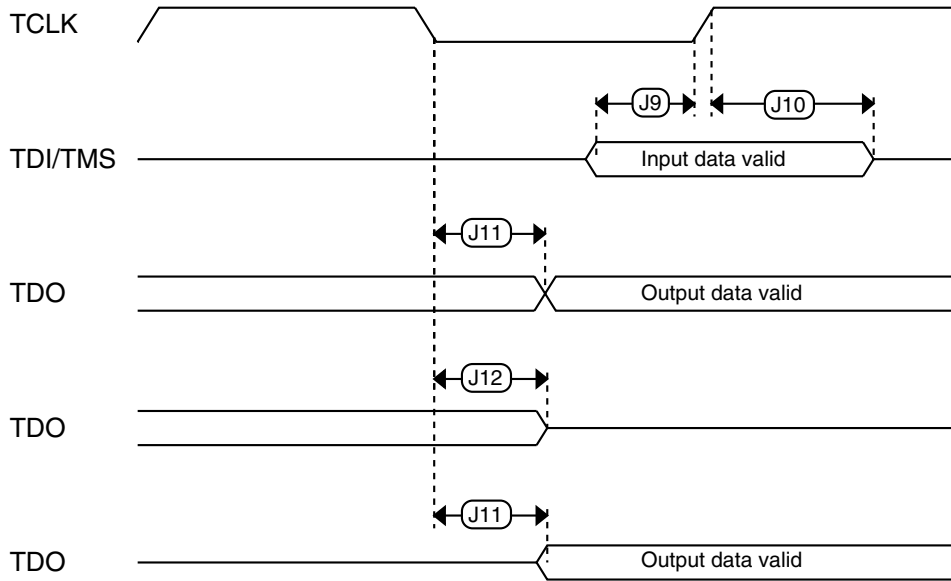 TCLK
J9
J10
TDI/TMS
Input data valid
J11
TDO
Output data valid
J12
TDO
J11
TDO
Output data valid